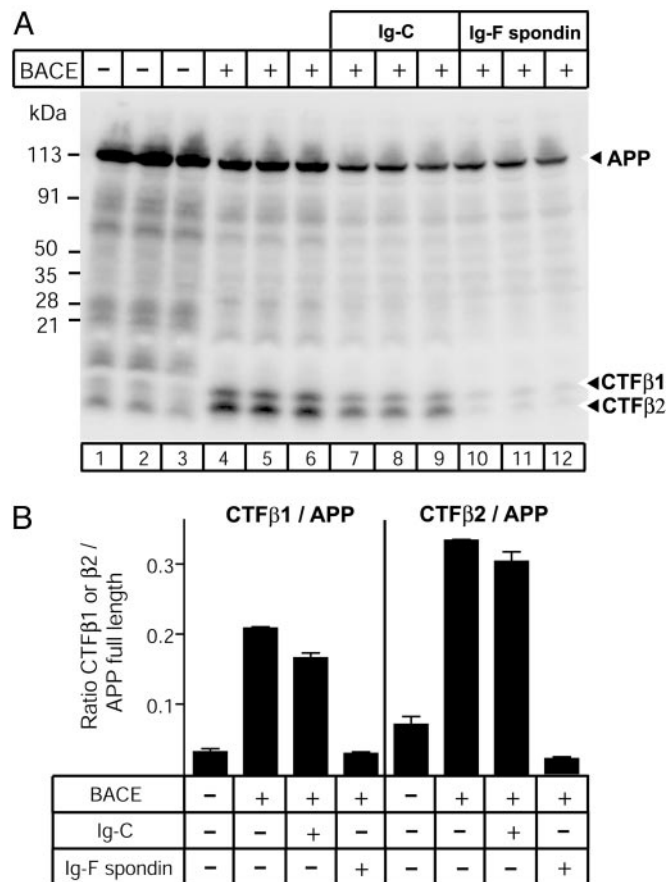 A
Ig-C Ig-F spondin
BACE − − − + + + + + + + + +
kDa
113 APP
91
50
35
28
21
CTFβ1
CTFβ2
1 2 3 4 5 6 7 8 9 10 11 12
B
CTFβ1 / APP CTFβ2 / APP
Ratio CTFβ1 or β2 /
APP full length
0.3
0.2
0.1
BACE − + + + − + + +
Ig-C − − + − − − + −
Ig-F spondin − − − + − − − +